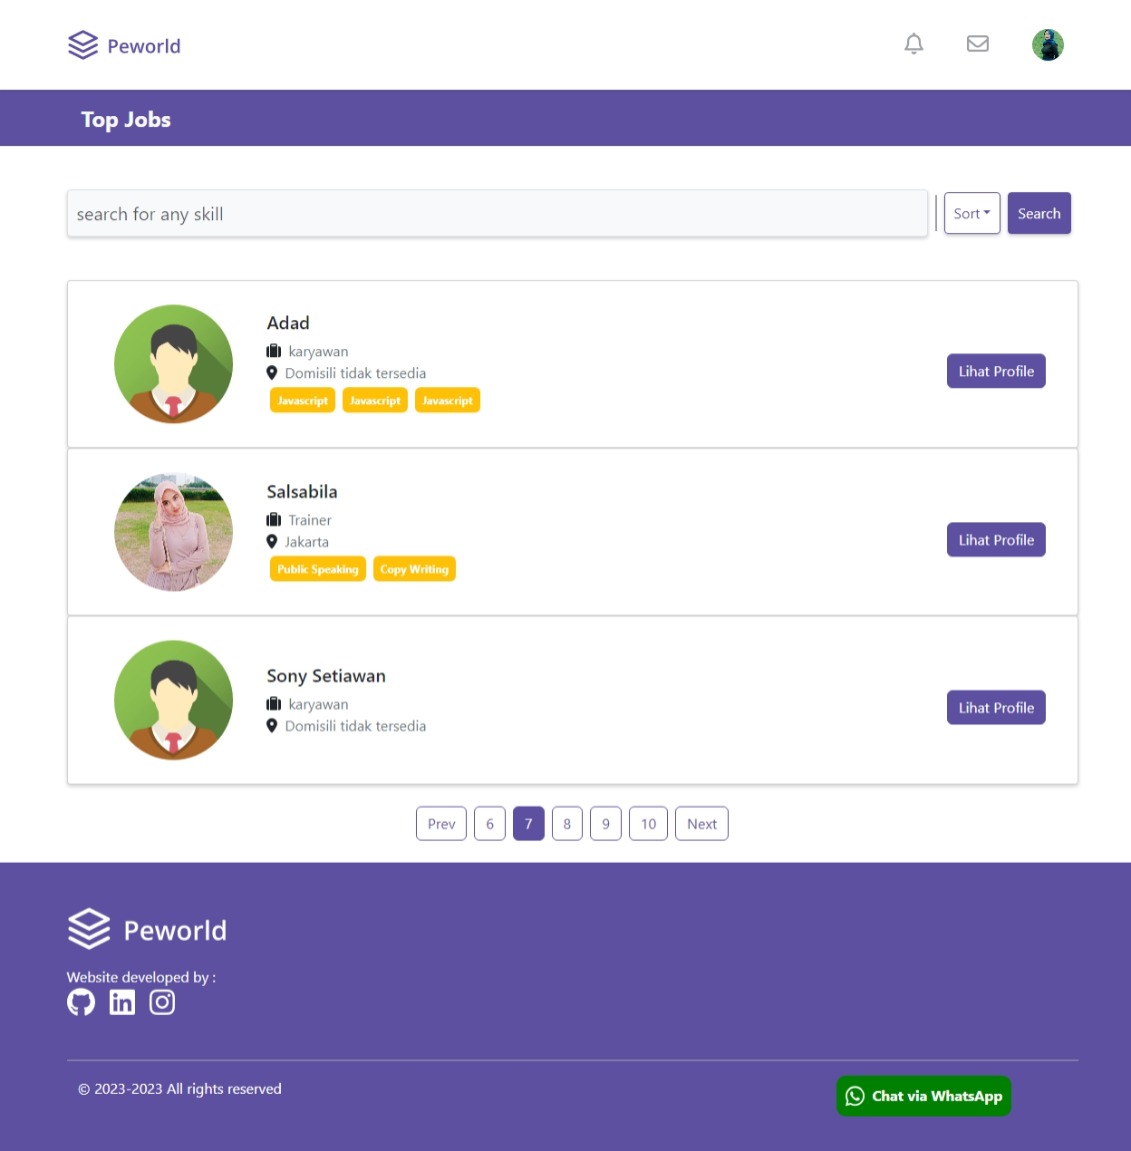 Peworld
Top Jobs
search for any skill
Sort
Search
Adad
karyawan
Domisili tidak tersedia
Javascript Javascript Javascript
Lihat Profile
Salsabila
Trainer
Jakarta
Public Speaking Copy Writing
Lihat Profile
Sony Setiawan
karyawan
Domisili tidak tersedia
Lihat Profile
Prev 6 7 8 9 10 Next
Peworld
Website developed by :
© 2023-2023 All rights reserved
Chat via WhatsApp